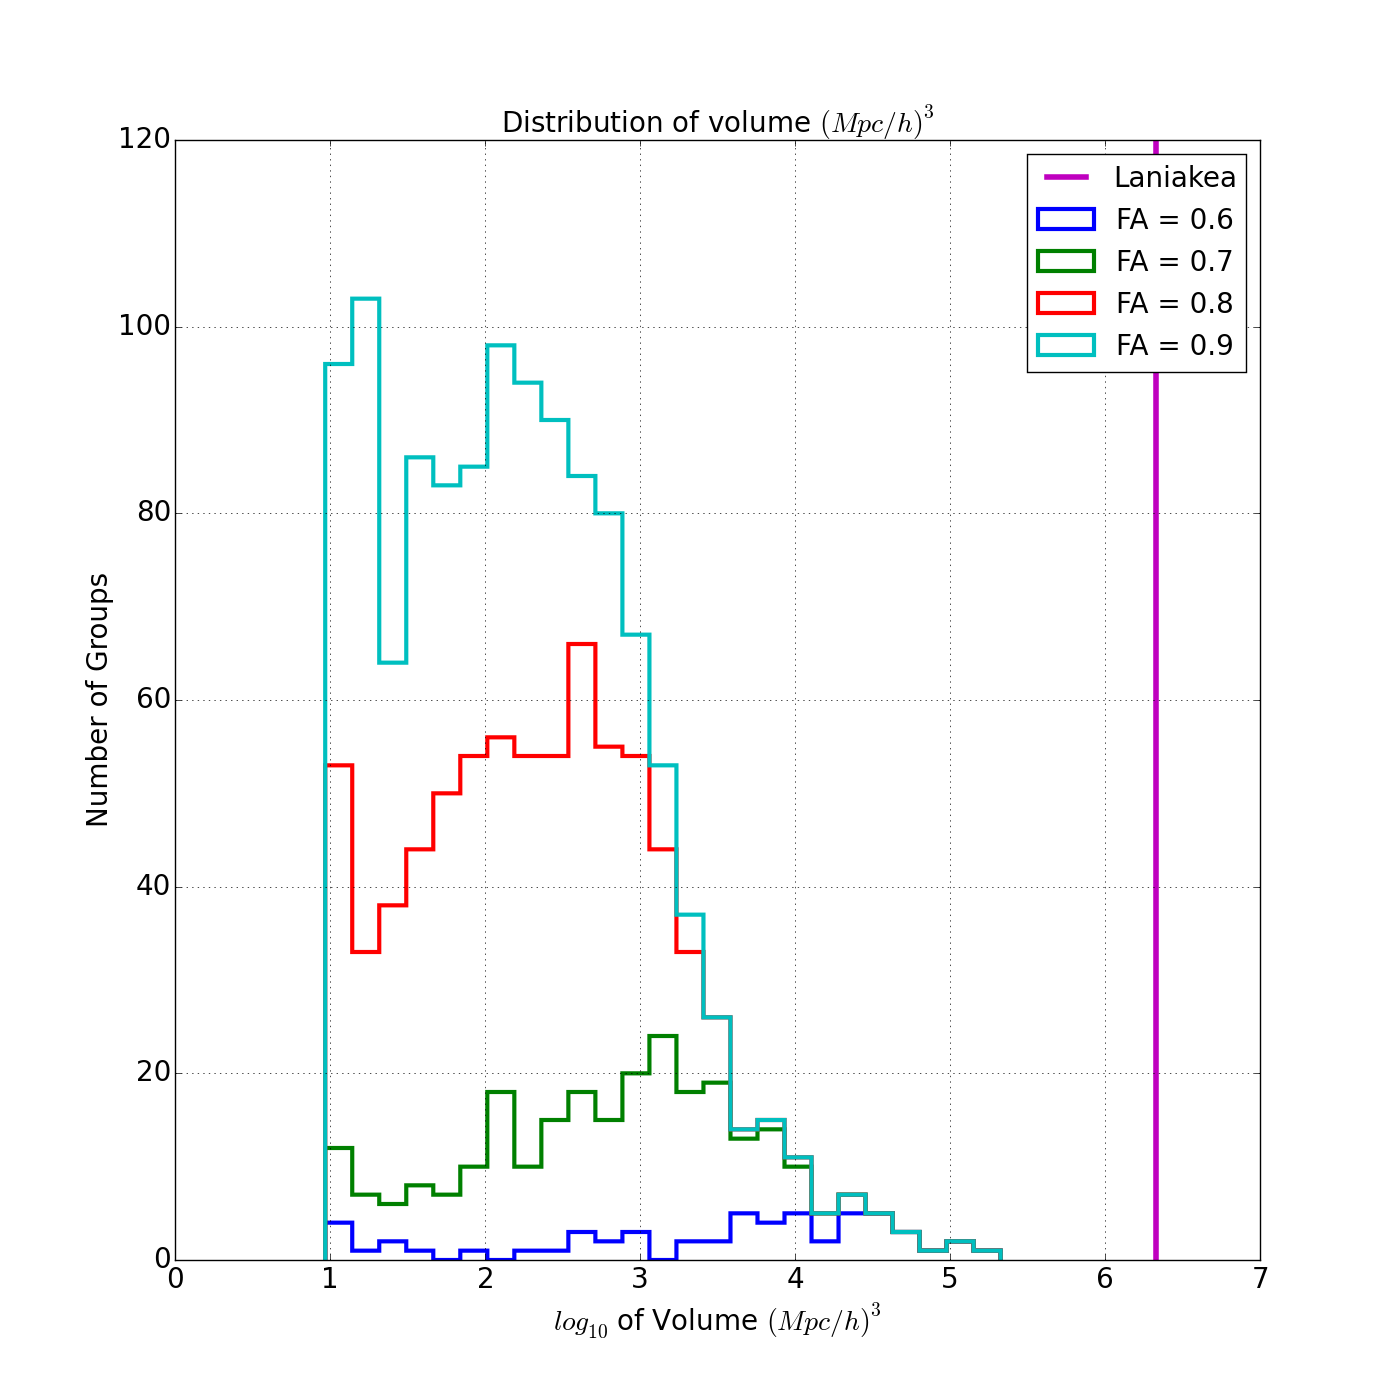 Distribution of volume (Mpc/h)³
120
100
80
60
40
20
0
Number of Groups
0 1 2 3 4 5 6 7
log₁₀ of Volume (Mpc/h)³
Laniakea
FA = 0.6
FA = 0.7
FA = 0.8
FA = 0.9